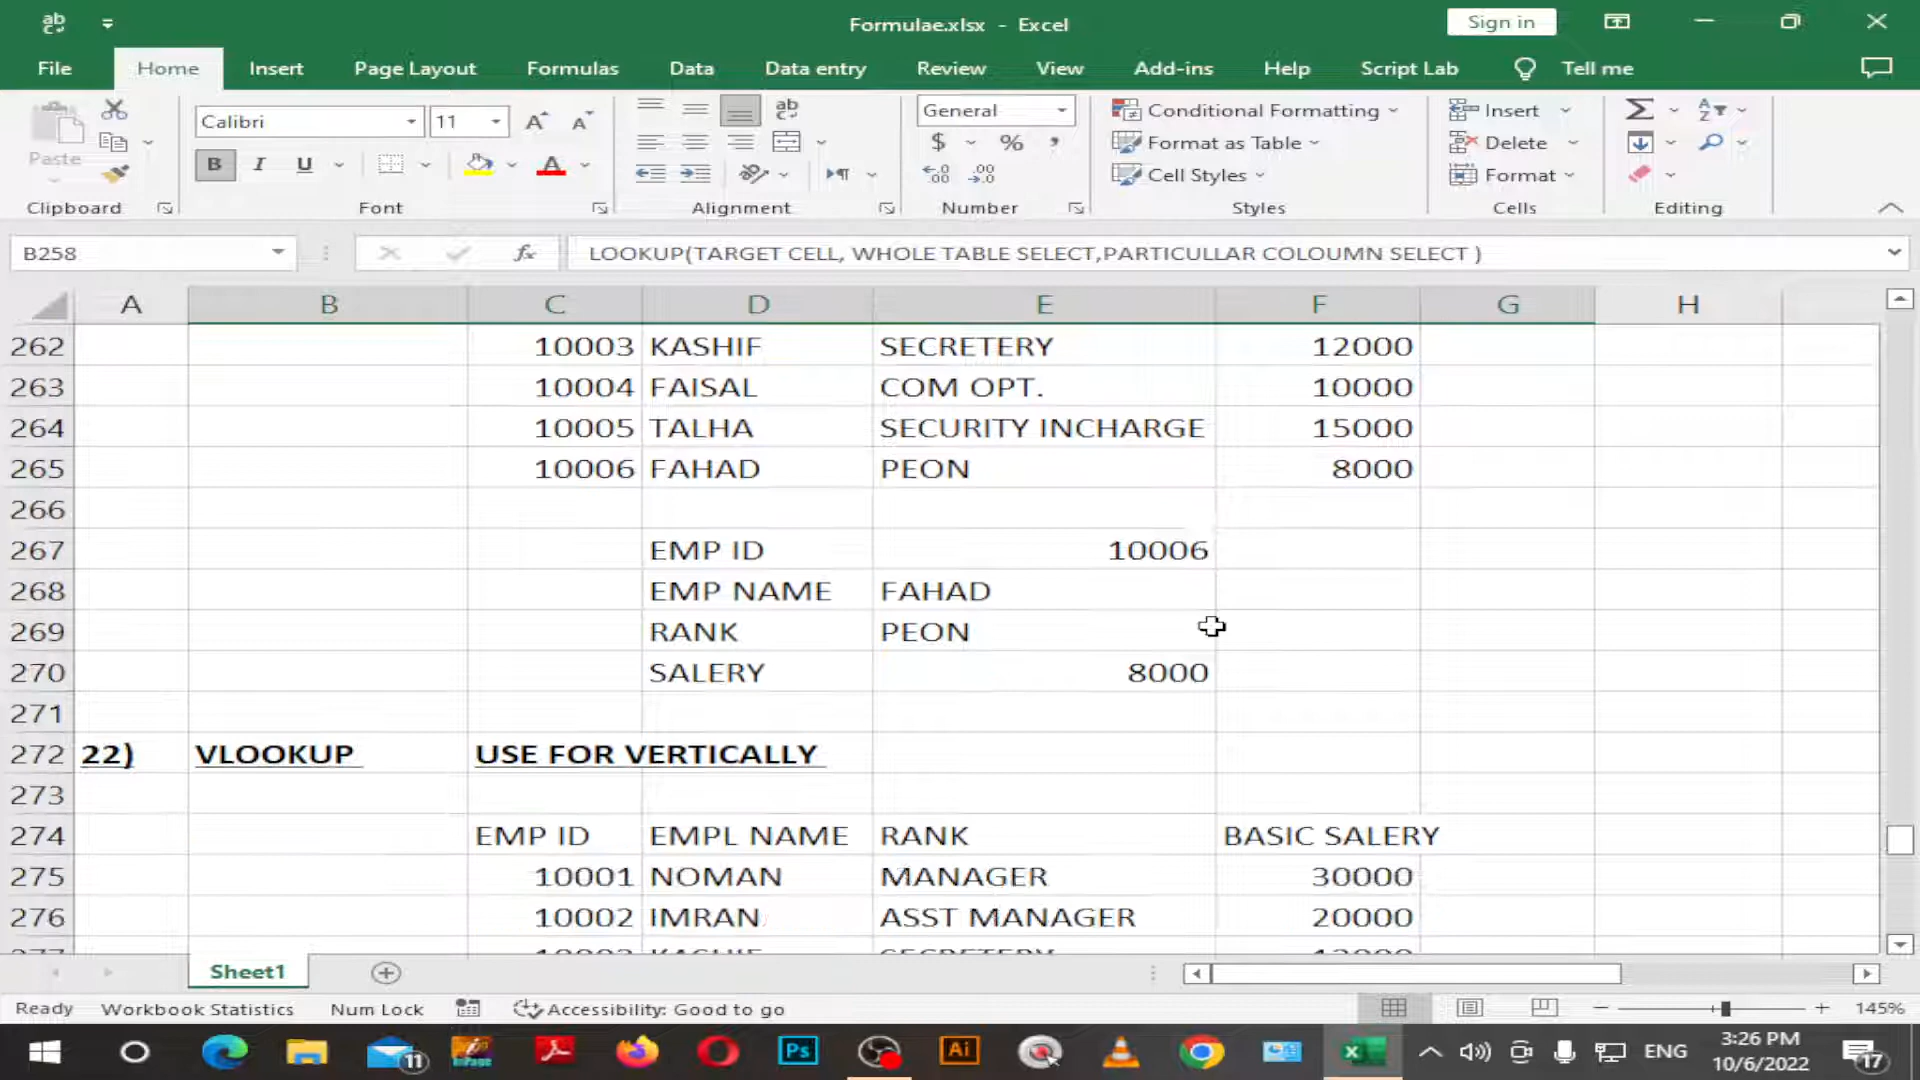 Formulae.xlsx - Excel
Sign in
File Home Insert Page Layout Formulas Data Data entry Review View Add-ins Help Script Lab Tell me
Paste
Calibri 11
B I U
General
$ % ,
Conditional Formatting
Format as Table
Cell Styles
Insert
Delete
Format
Clipboard Font Alignment Number Styles Cells Editing
B258 fx LOOKUP(TARGET CELL, WHOLE TABLE SELECT,PARTICULLAR COLOUMN SELECT )
A B C D E F G H
262 10003 KASHIF SECRETERY 12000
263 10004 FAISAL COM OPT. 10000
264 10005 TALHA SECURITY INCHARGE 15000
265 10006 FAHAD PEON 8000
266
267 EMP ID 10006
268 EMP NAME FAHAD
269 RANK PEON
270 SALERY 8000
271
272 22) VLOOKUP USE FOR VERTICALLY
273
274 EMP ID EMPL NAME RANK BASIC SALERY
275 10001 NOMAN MANAGER 30000
276 10002 IMRAN ASST MANAGER 20000
Sheet1
Ready Workbook Statistics Num Lock Accessibility: Good to go 145%
11 Ps Ai ENG 3:26 PM 17
10/6/2022